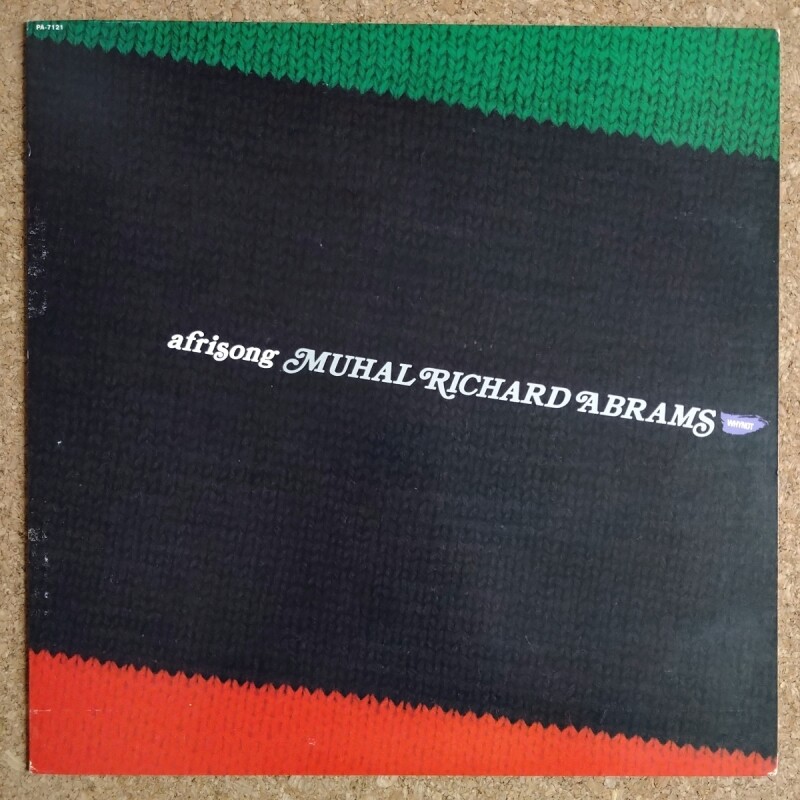 PA-7121
afrisong MUHAL RICHARD ABRAMS
WHYNOT